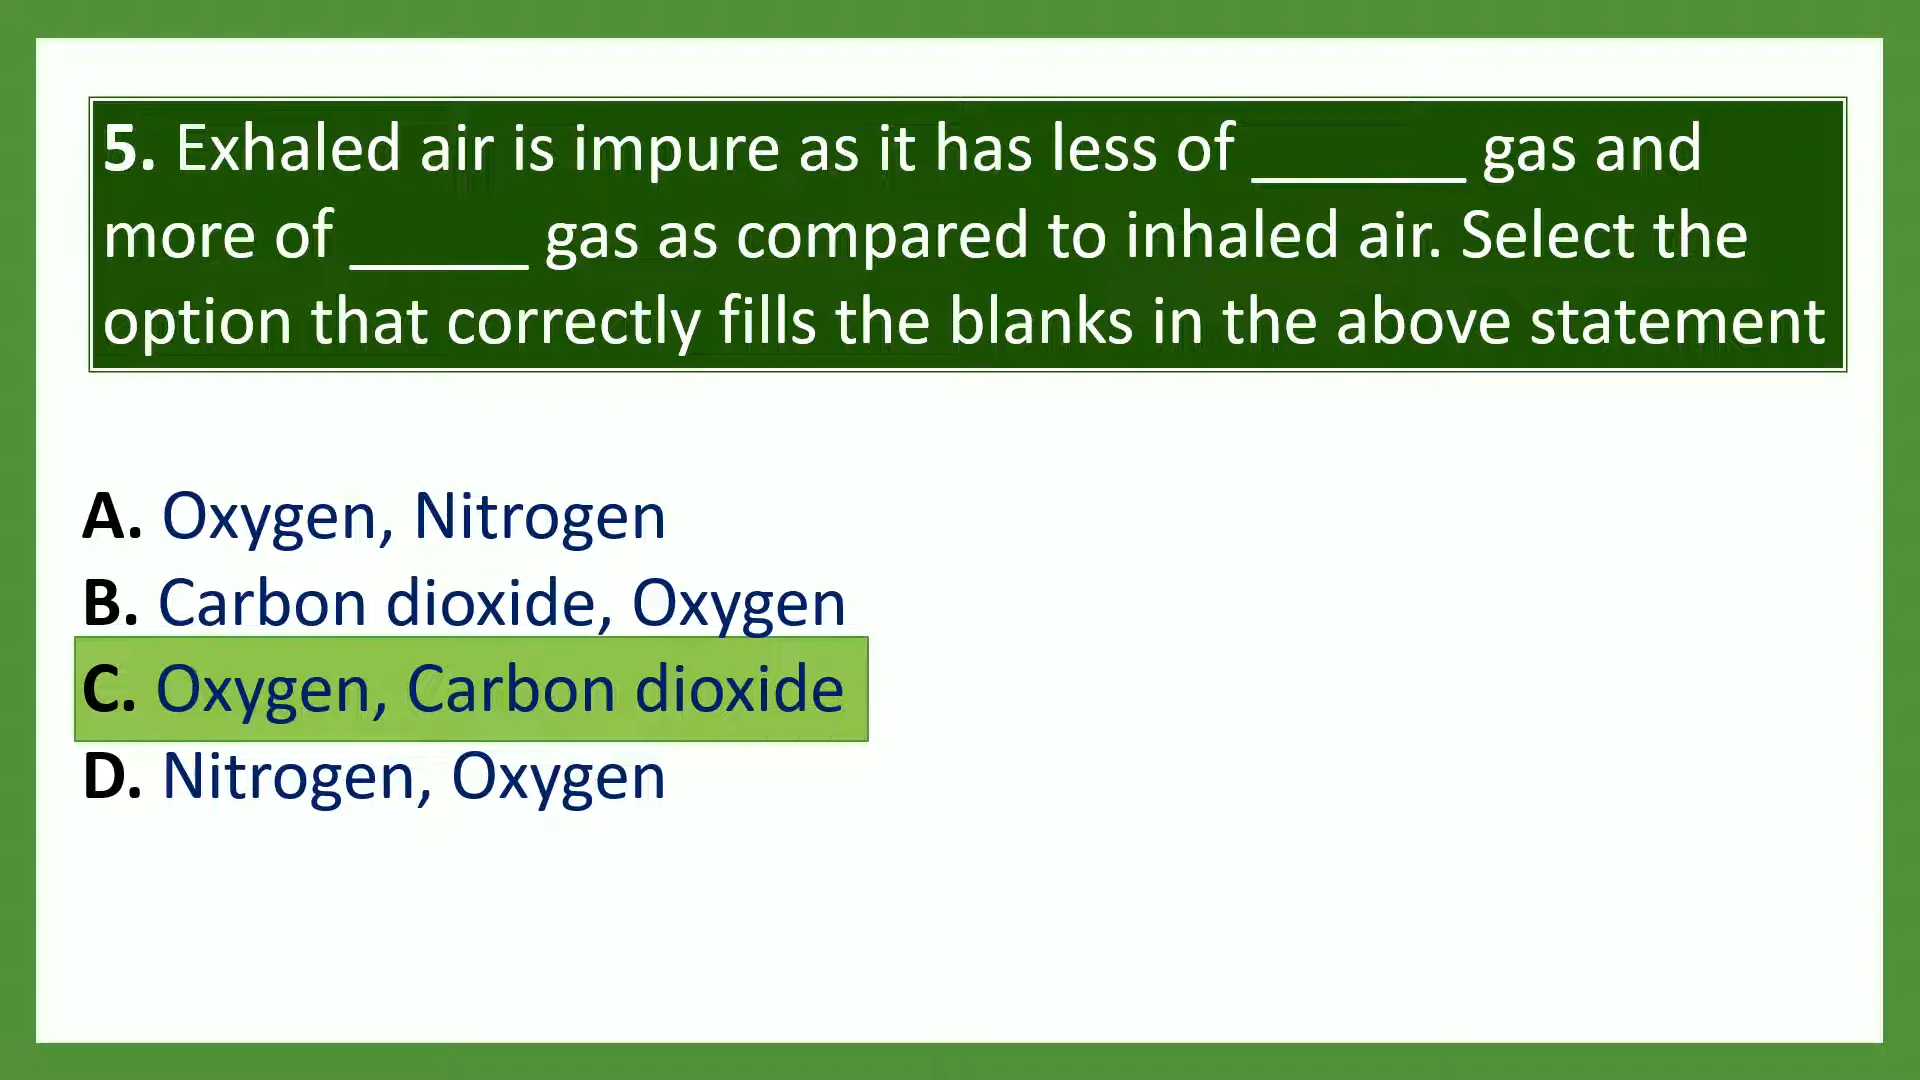 5. Exhaled air is impure as it has less of _______ gas and
more of ______ gas as compared to inhaled air. Select the
option that correctly fills the blanks in the above statement
A. Oxygen, Nitrogen
B. Carbon dioxide, Oxygen
C. Oxygen, Carbon dioxide
D. Nitrogen, Oxygen